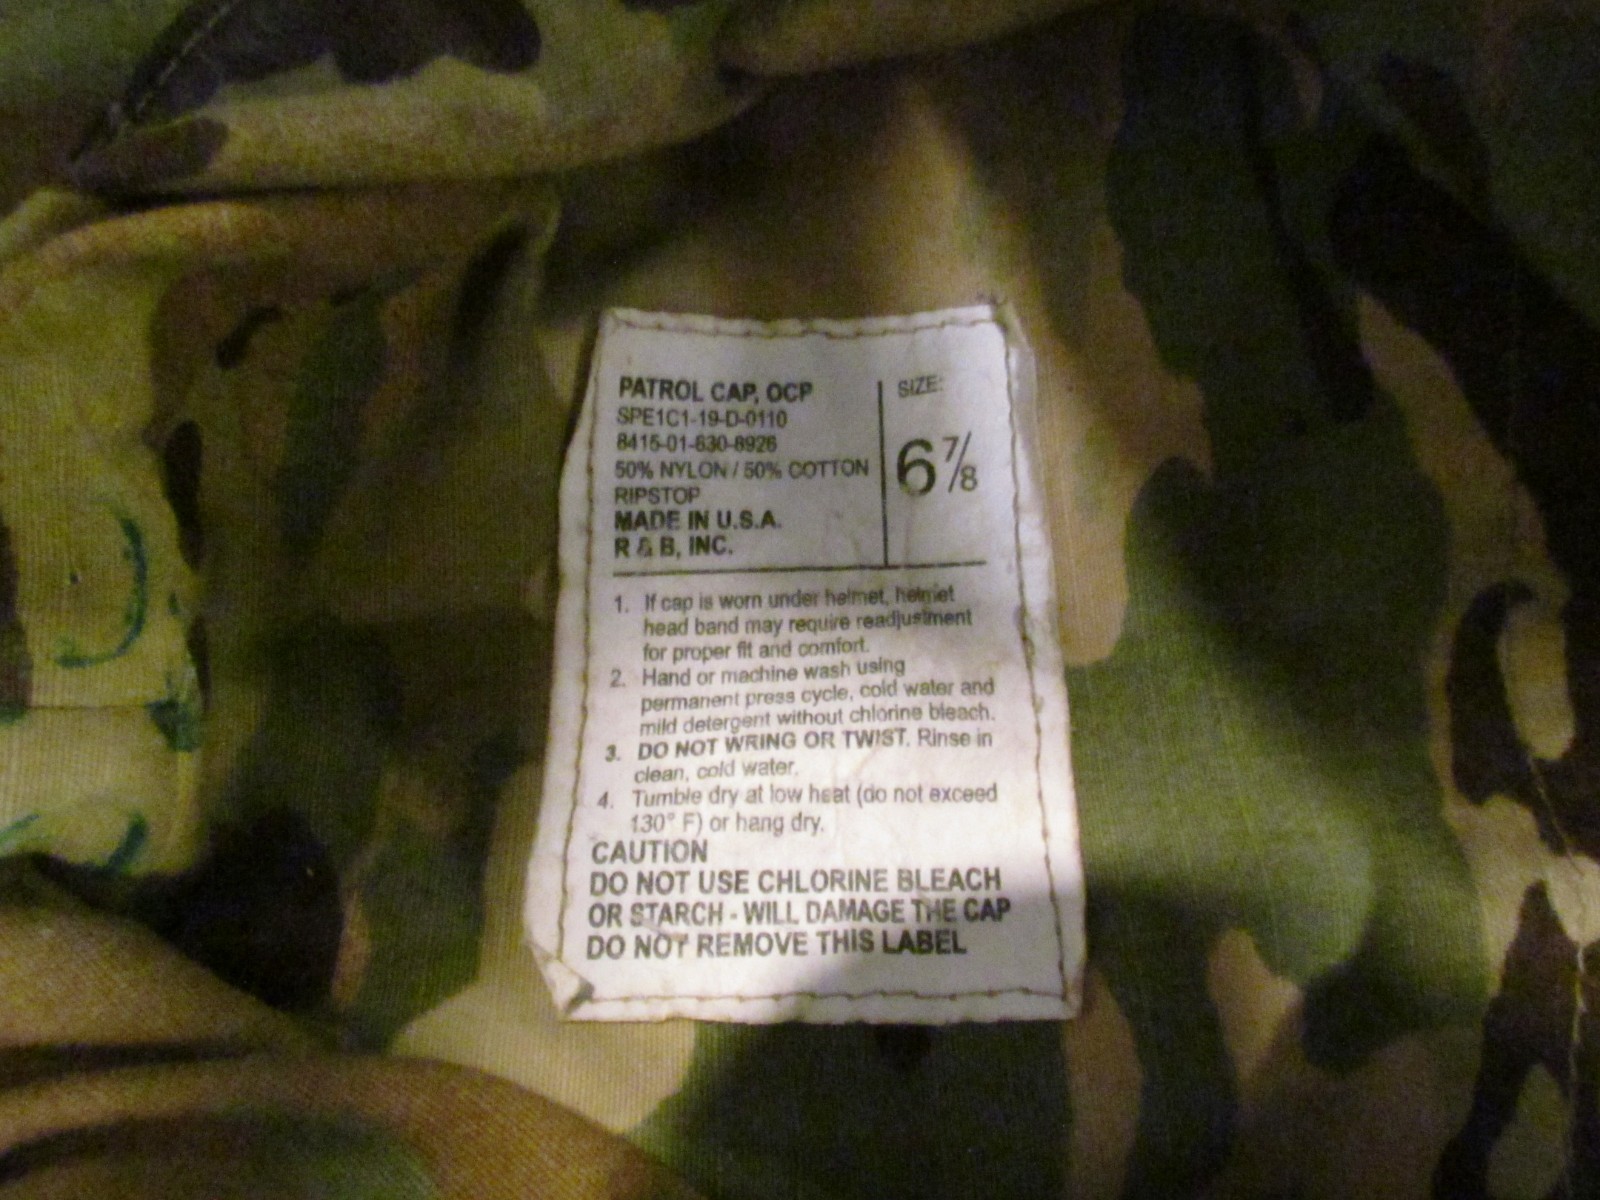 PATROL CAP, OCP
SPE1C1-19-D-0110
8415-01-630-8926
50% NYLON / 50% COTTON
RIPSTOP
MADE IN U.S.A.
R & B, INC.
SIZE:
6 7/8
1. If cap is worn under helmet, helmet
head band may require readjustment
for proper fit and comfort.
2. Hand or machine wash using
permanent press cycle, cold water and
mild detergent without chlorine bleach.
3. DO NOT WRING OR TWIST. Rinse in
clean, cold water.
4. Tumble dry at low heat (do not exceed
130° F) or hang dry.
CAUTION
DO NOT USE CHLORINE BLEACH
OR STARCH - WILL DAMAGE THE CAP
DO NOT REMOVE THIS LABEL